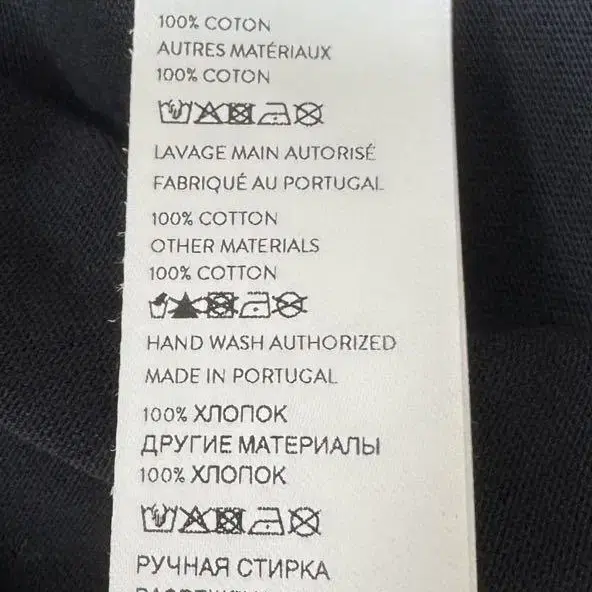 100% COTON
AUTRES MATÉRIAUX
100% COTON
LAVAGE MAIN AUTORISÉ
FABRIQUÉ AU PORTUGAL
100% COTTON
OTHER MATERIALS
100% COTTON
HAND WASH AUTHORIZED
MADE IN PORTUGAL
100% ХЛОПОК
ДРУГИЕ МАТЕРИАЛЫ
100% ХЛОПОК
РУЧНАЯ СТИРКА